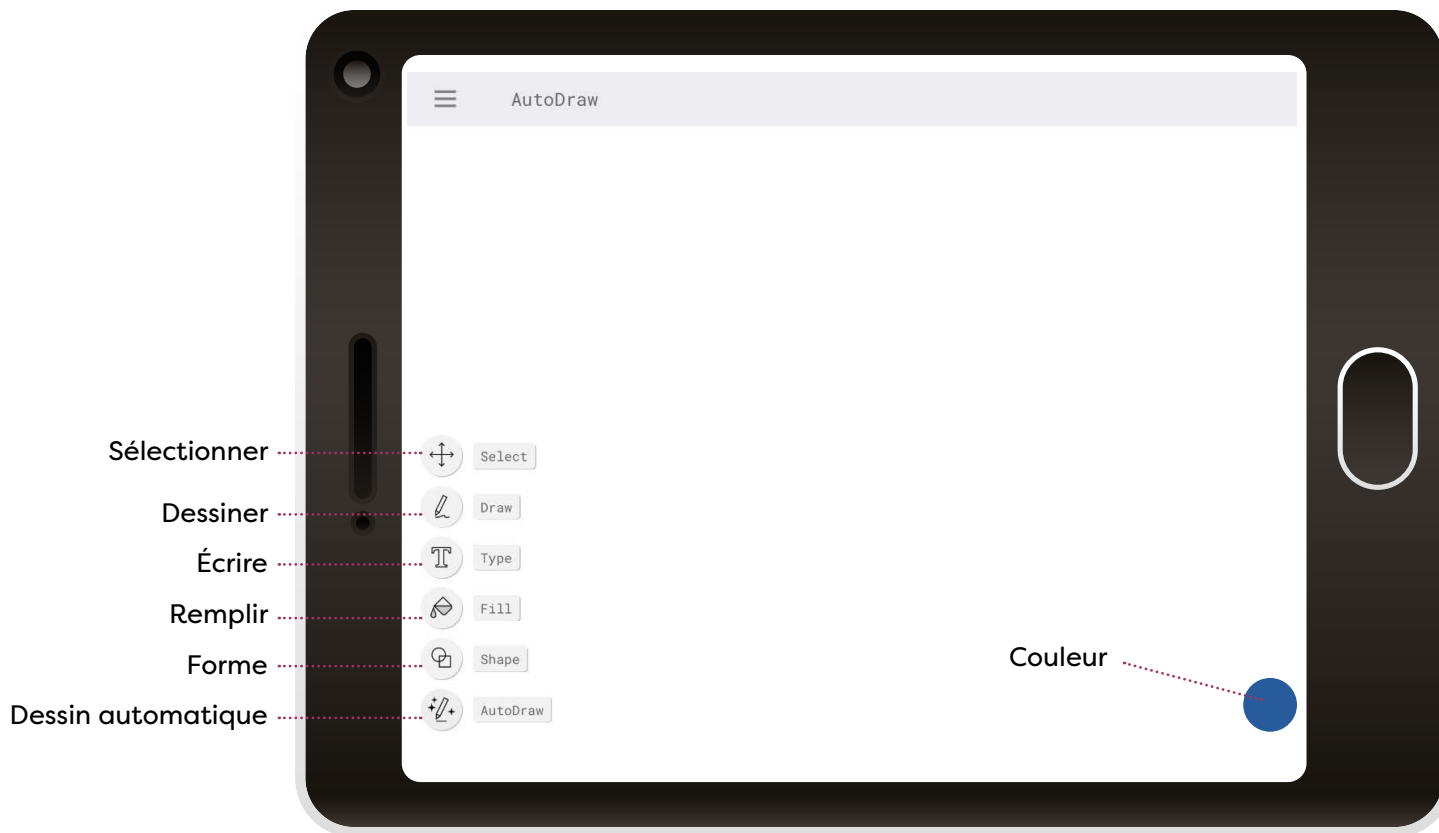 AutoDraw
Sélectionner
Select
Dessiner
Draw
Écrire
Type
Remplir
Fill
Forme
Shape
Couleur
Dessin automatique
AutoDraw